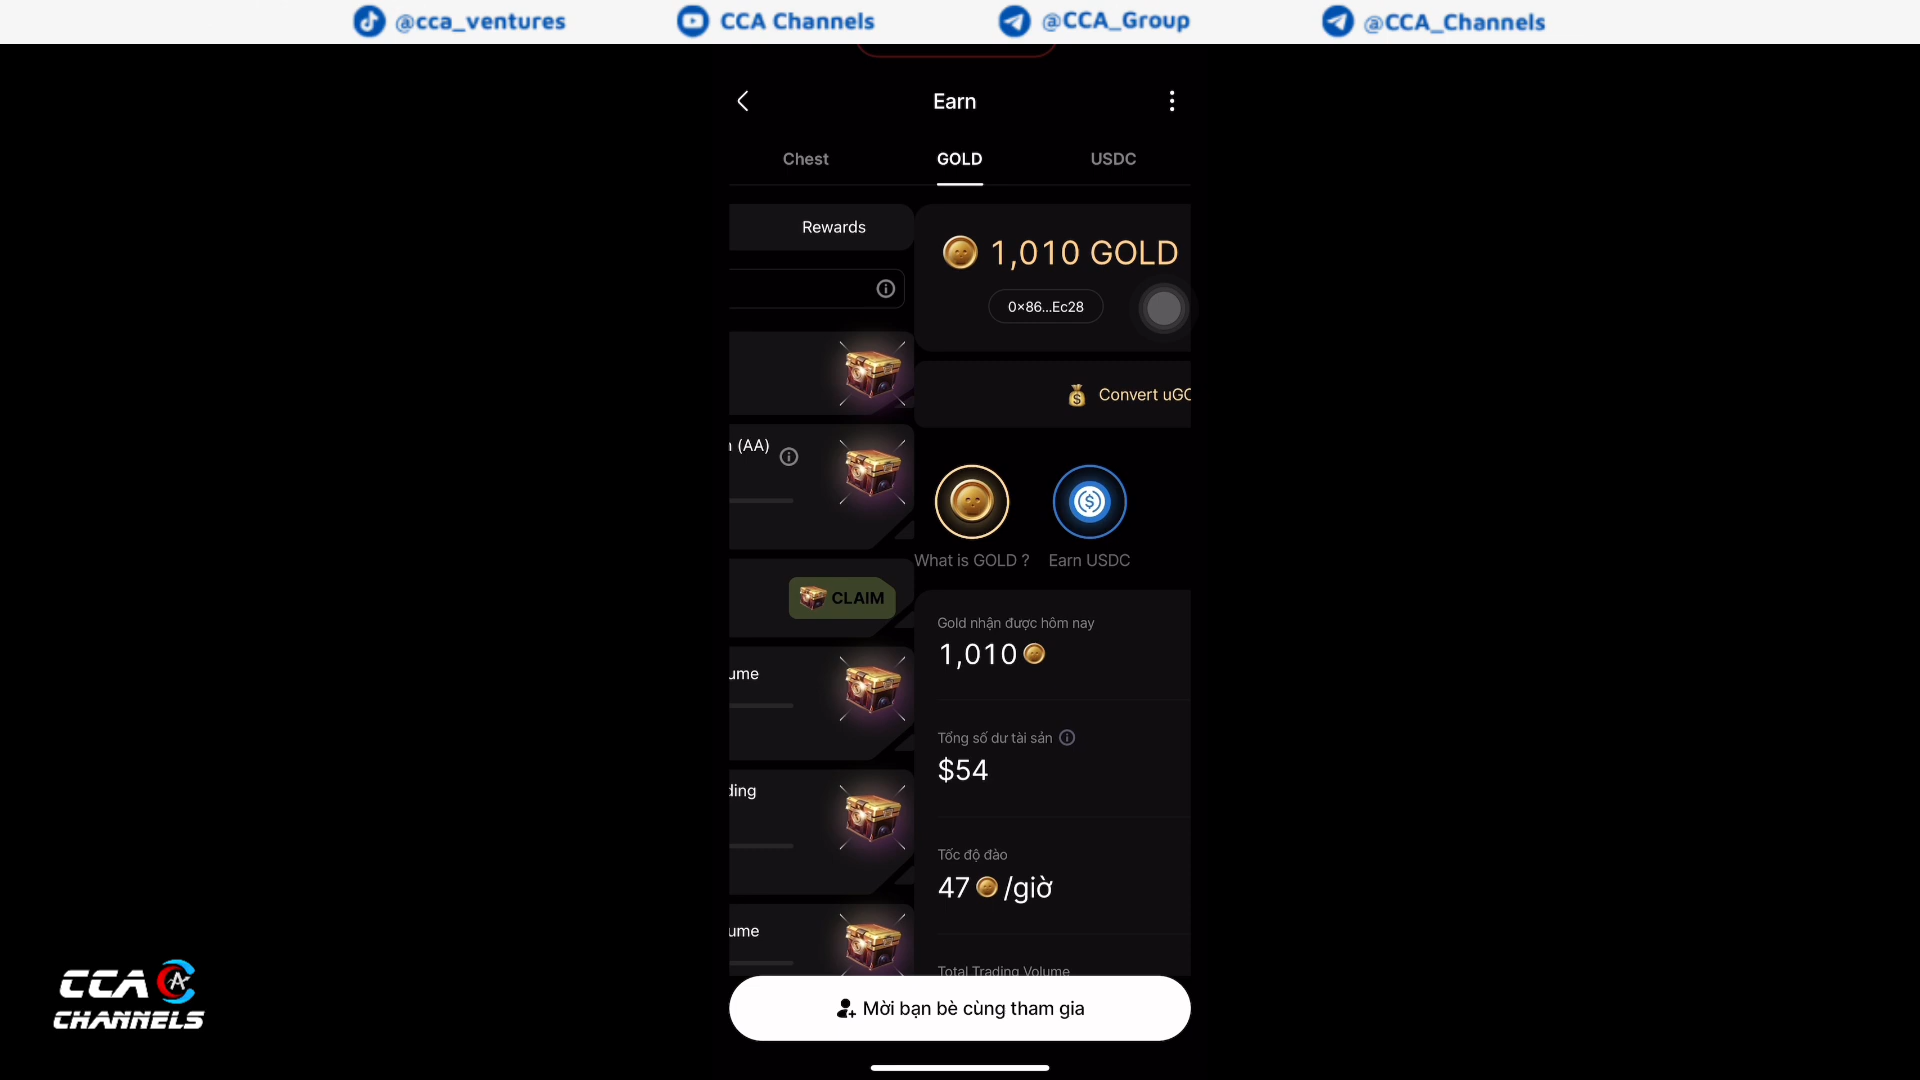 @cca_ventures
CCA Channels
@CCA_Group
@CCA_Channels
Earn
Chest
GOLD
USDC
Rewards
1,010 GOLD
0×86...Ec28
Convert uGC
(AA)
What is GOLD ?
Earn USDC
CLAIM
Gold nhận được hôm nay
1,010
ume
Tổng số dư tài sản
$54
ding
Tốc độ đào
47 /giờ
ume
Total Trading Volume
Mời bạn bè cùng tham gia
CCA
CHANNELS